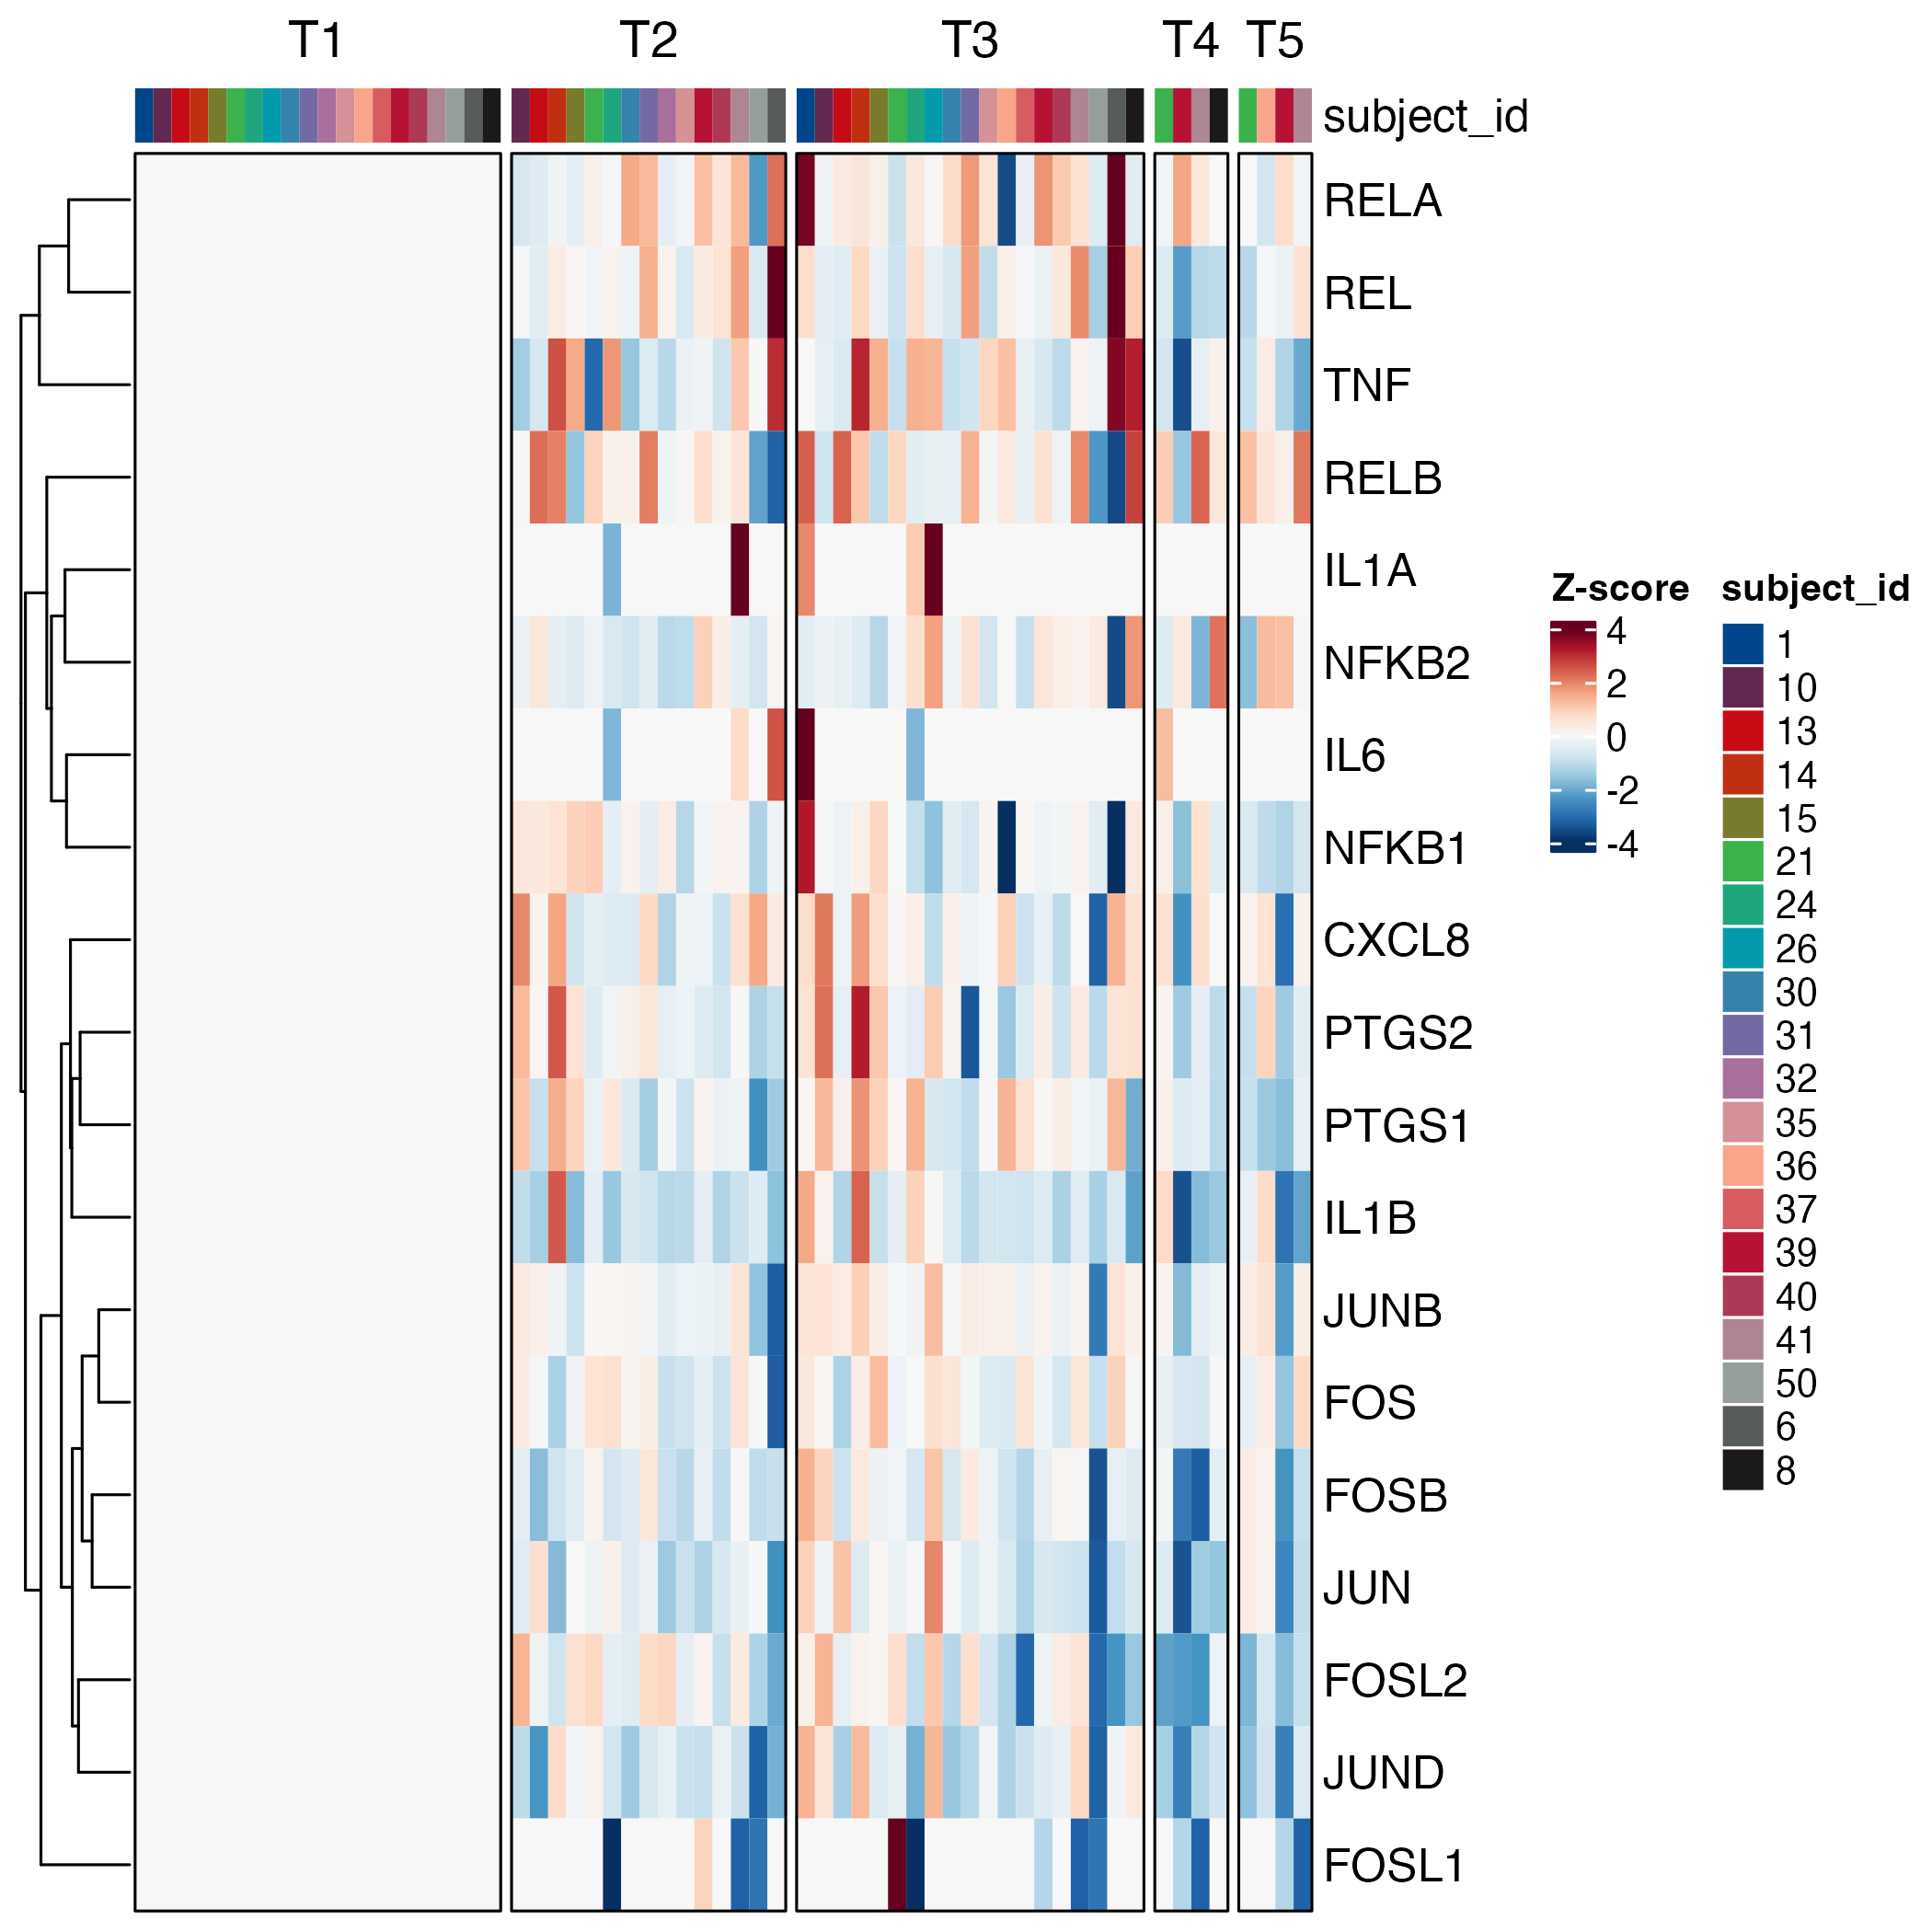 T1 T2 T3 T4 T5
subject_id
RELA
REL
TNF
RELB
IL1A
NFKB2
IL6
NFKB1
CXCL8
PTGS2
PTGS1
IL1B
JUNB
FOS
FOSB
JUN
FOSL2
JUND
FOSL1
Z-score
4
2
0
-2
-4
subject_id
1
10
13
14
15
21
24
26
30
31
32
35
36
37
39
40
41
50
6
8